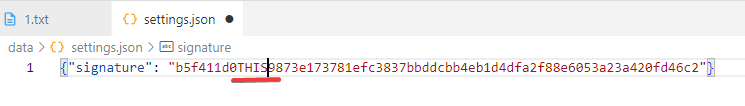 1.txt settings.json
data > settings.json > signature
1 {"signature": "b5f411d0THIS9873e173781efc3837bbddcbb4eb1d4dfa2f88e6053a23a420fd46c2"}